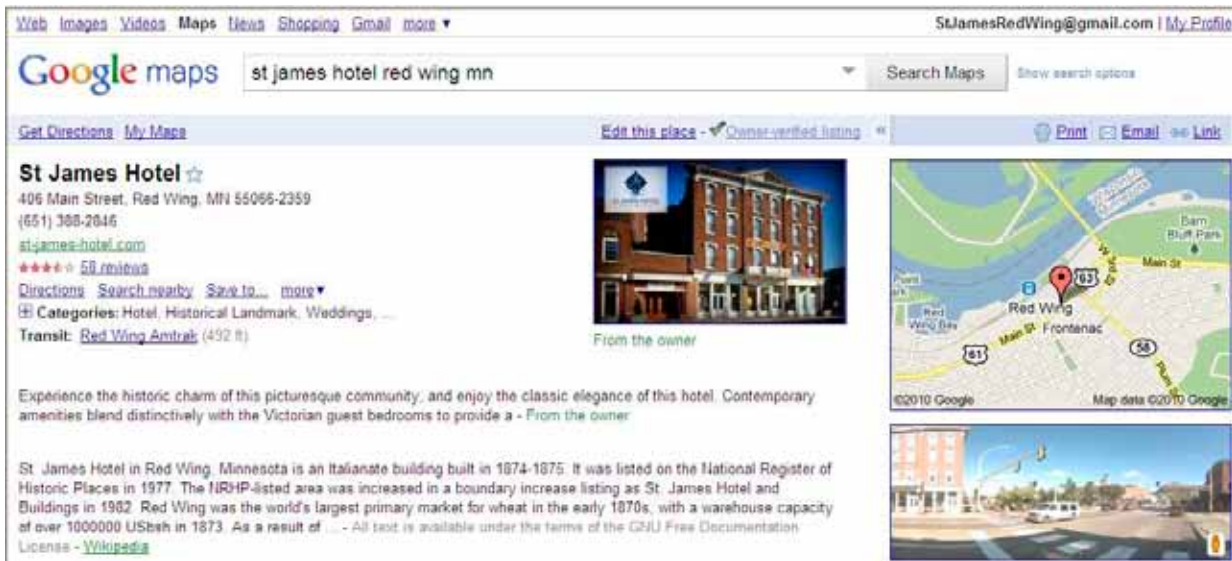 Web Images Videos Maps News Shopping Gmail more ▼
StJamesRedWing@gmail.com | My Profile
Google maps
st james hotel red wing mn
Search Maps
Show search options
Get Directions My Maps
Edit this place - Owner-verified listing «
Print Email Link
St James Hotel
406 Main Street, Red Wing, MN 55066-2359
(651) 388-2846
st-james-hotel.com
58 reviews
Directions Search nearby Save to... more▼
Categories: Hotel, Historical Landmark, Weddings, ...
Transit: Red Wing Amtrak (492 ft)
From the owner
Experience the historic charm of this picturesque community, and enjoy the classic elegance of this hotel. Contemporary
amenities blend distinctively with the Victorian guest bedrooms to provide a - From the owner
St. James Hotel in Red Wing, Minnesota is an Italianate building built in 1874-1875. It was listed on the National Register of
Historic Places in 1977. The NRHP-listed area was increased in a boundary increase listing as St. James Hotel and
Buildings in 1982. Red Wing was the world's largest primary market for wheat in the early 1870s, with a warehouse capacity
of over 1000000 USbsh in 1873. As a result of ... - All text is available under the terms of the GNU Free Documentation
License - Wikipedia
Barn
Bluff Park
W 3rd St
Main St
63
Red Wing
Red
Wing Bay
Main St
Frontenac
61
58
Plum St
©2010 Google
Map data ©2010 Google